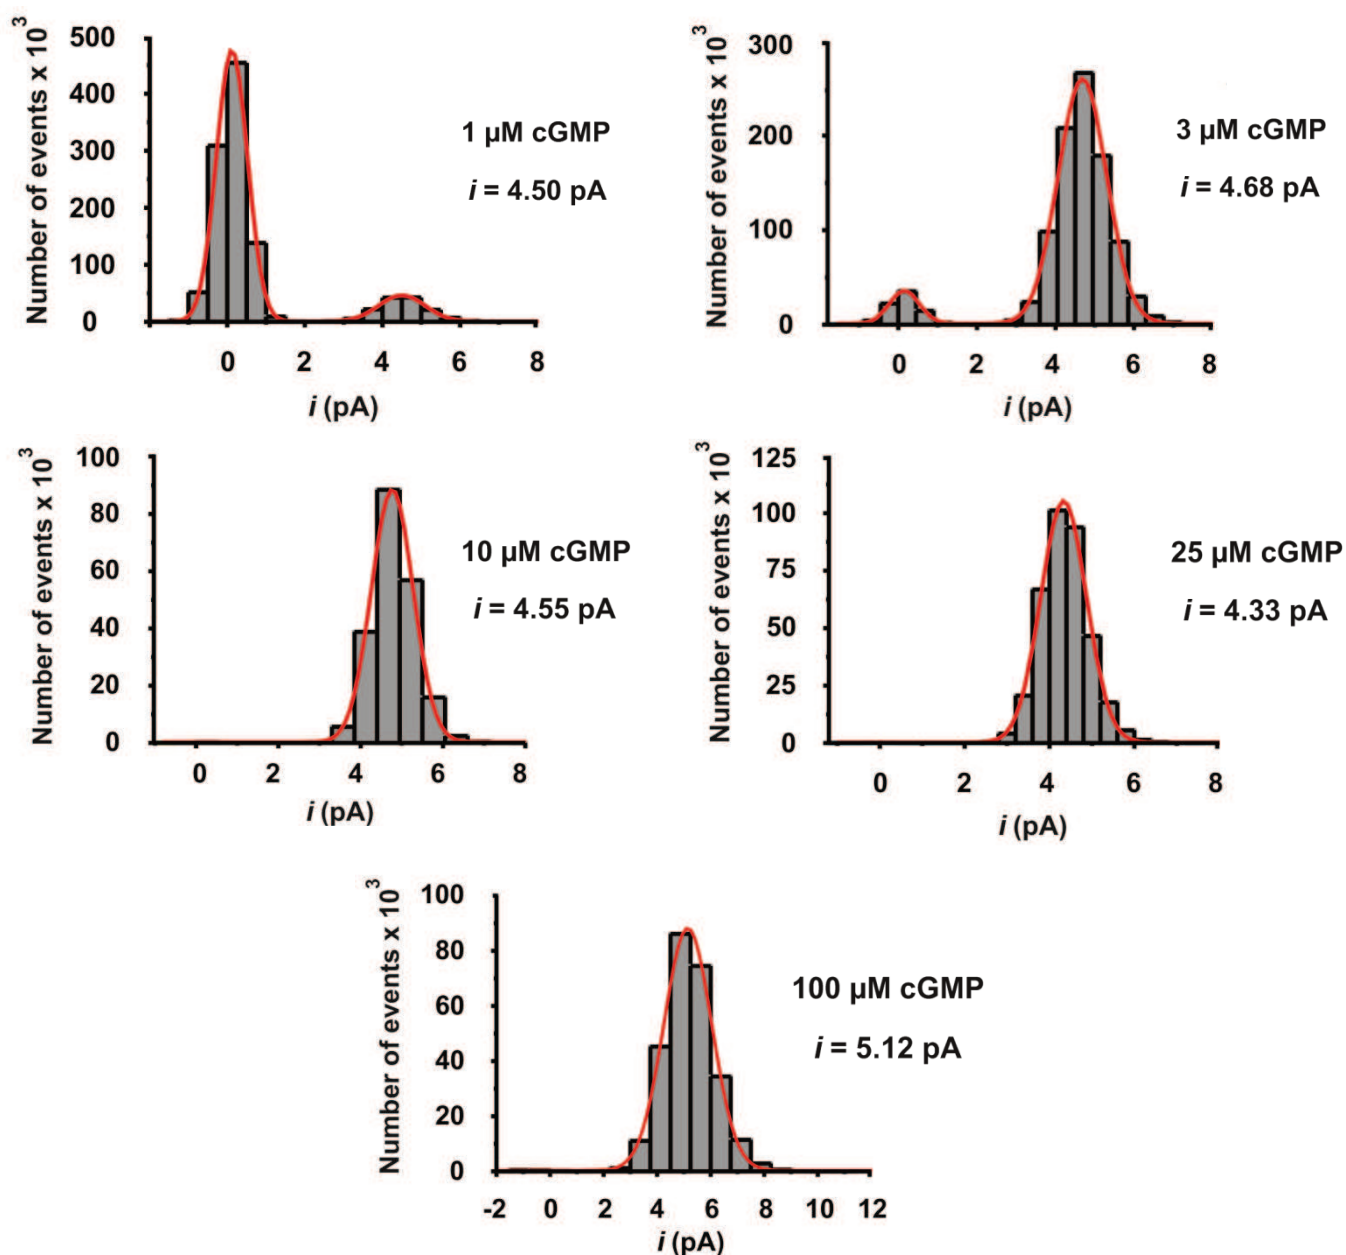 Number of events x 10³
500
400
300
200
100
0
0 2 4 6 8
i (pA)
1 µM cGMP
i = 4.50 pA
Number of events x 10³
300
200
100
0
0 2 4 6 8
i (pA)
3 µM cGMP
i = 4.68 pA
Number of events x 10³
100
80
60
40
20
0
0 2 4 6 8
i (pA)
10 µM cGMP
i = 4.55 pA
Number of events x 10³
125
100
75
50
25
0
0 2 4 6 8
i (pA)
25 µM cGMP
i = 4.33 pA
Number of events x 10³
100
80
60
40
20
0
-2 0 2 4 6 8 10 12
i (pA)
100 µM cGMP
i = 5.12 pA